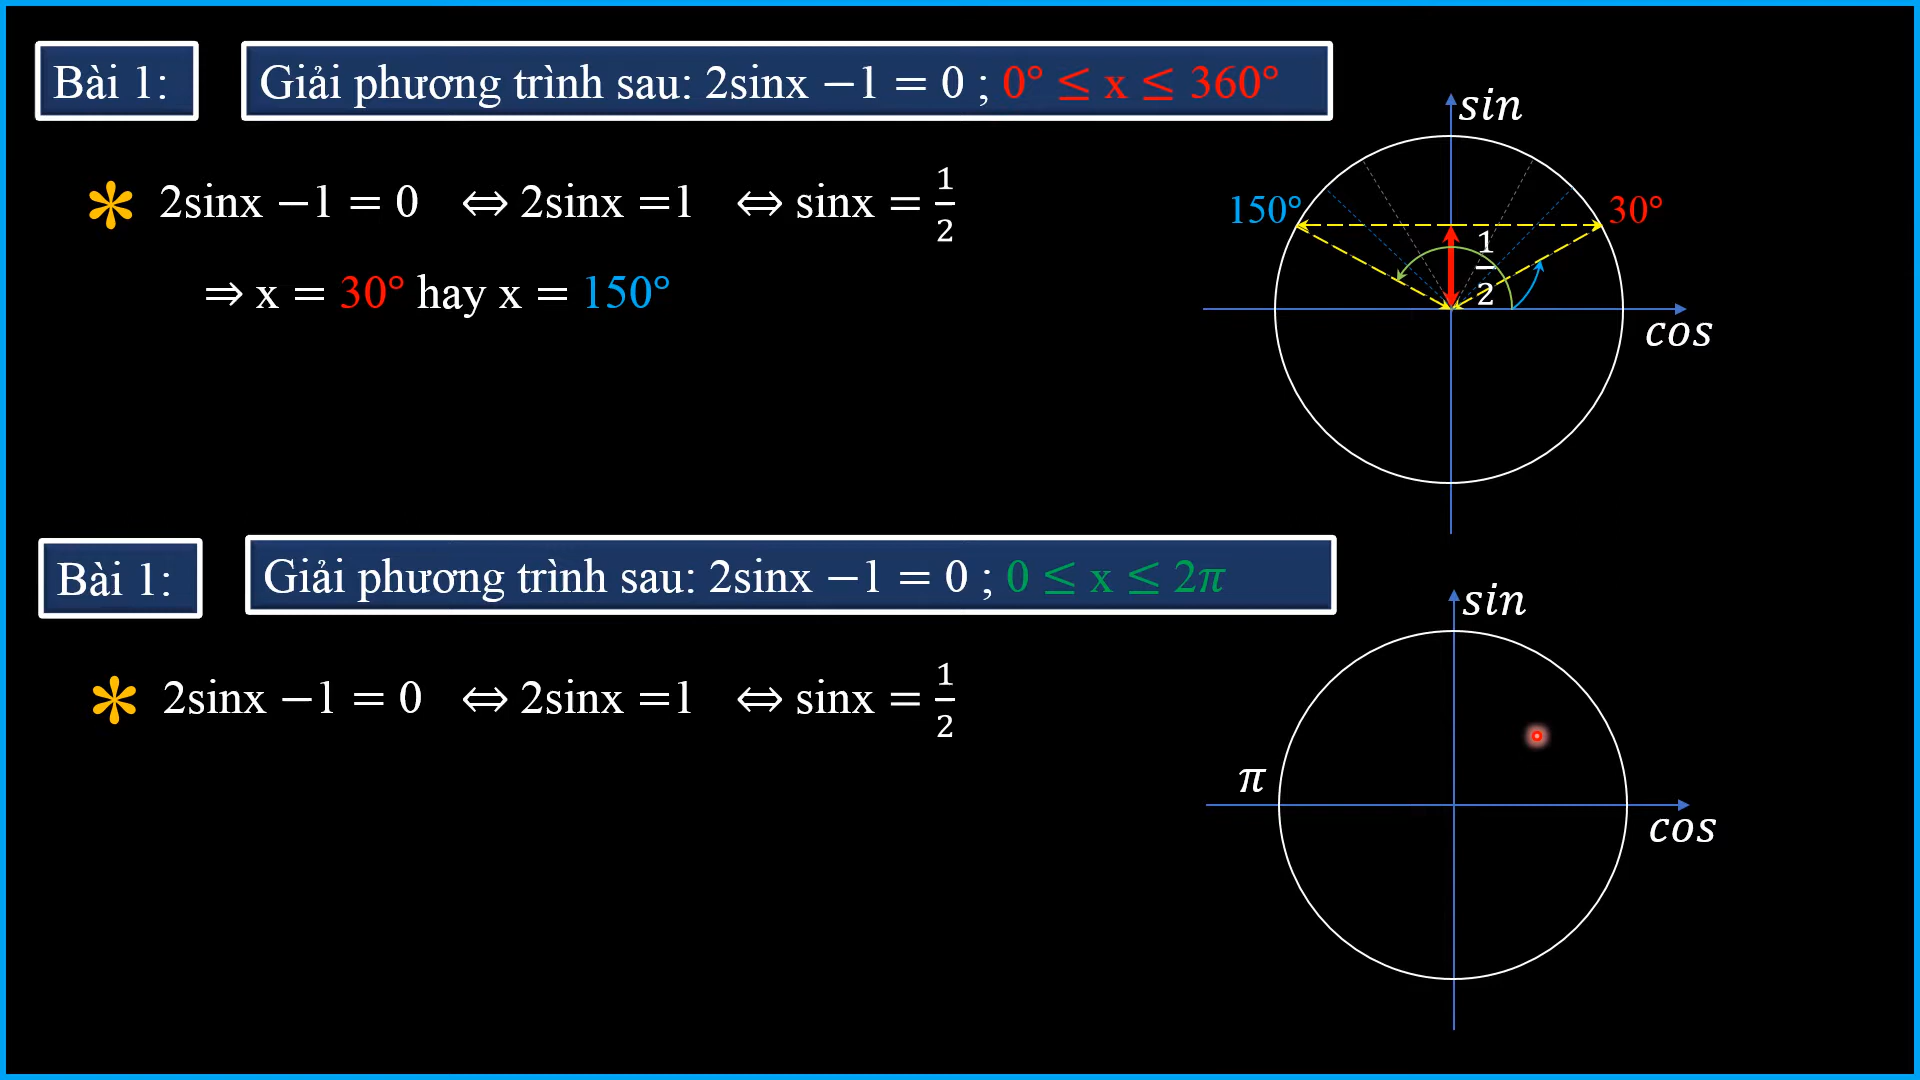 Bài 1:
Giải phương trình sau: 2sinx −1 = 0 ; 0° ≤ x ≤ 360°
sin
* 2sinx −1 = 0 ⇔ 2sinx =1 ⇔ sinx = 1/2
150°
30°
1/2
⇒ x = 30° hay x = 150°
cos
Bài 1:
Giải phương trình sau: 2sinx −1 = 0 ; 0 ≤ x ≤ 2π
sin
* 2sinx −1 = 0 ⇔ 2sinx =1 ⇔ sinx = 1/2
π
cos